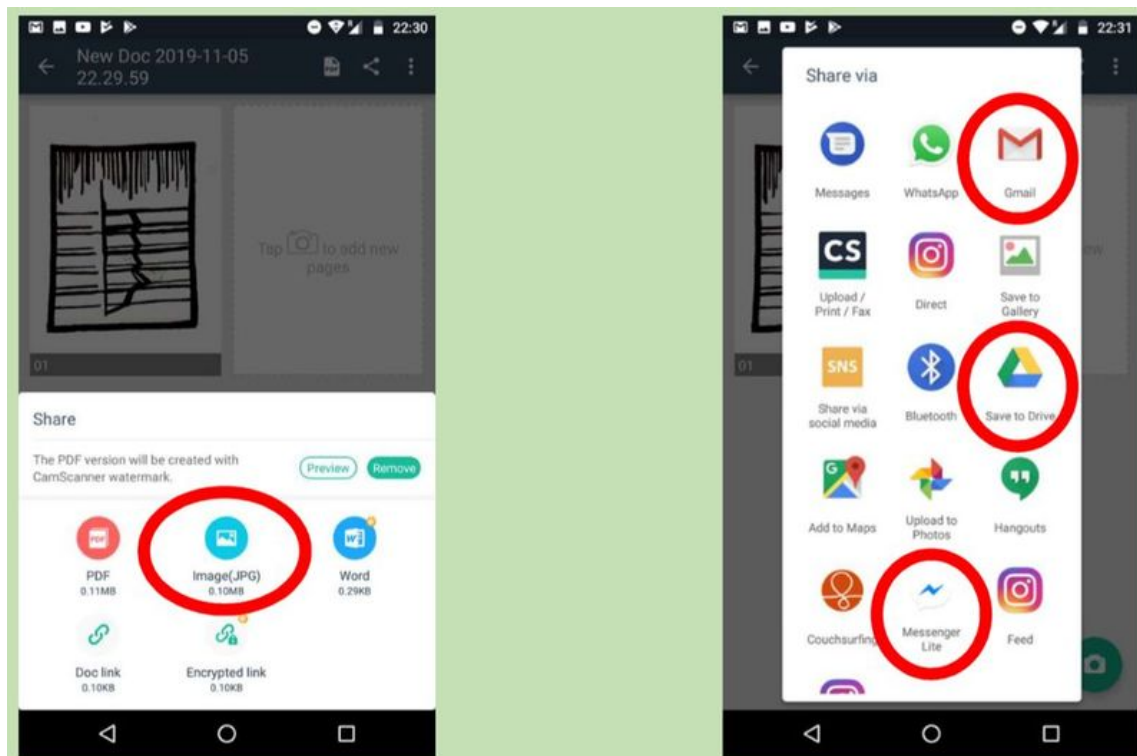 22:30
New Doc 2019-11-05
22.29.59
PDF
Tap to add new
pages
01
Share
The PDF version will be created with
CamScanner watermark.
Preview
Remove
PDF
PDF
0.11MB
Image(JPG)
0.10MB
W
Word
0.29KB
Doc link
0.10KB
Encrypted link
0.10KB
22:31
Share via
Messages
WhatsApp
Gmail
CS
Upload /
Print / Fax
Direct
Save to
Gallery
SNS
Share via
social media
Bluetooth
Save to Drive
G
Add to Maps
Upload to
Photos
Hangouts
Couchsurfing
Messenger
Lite
Feed
01